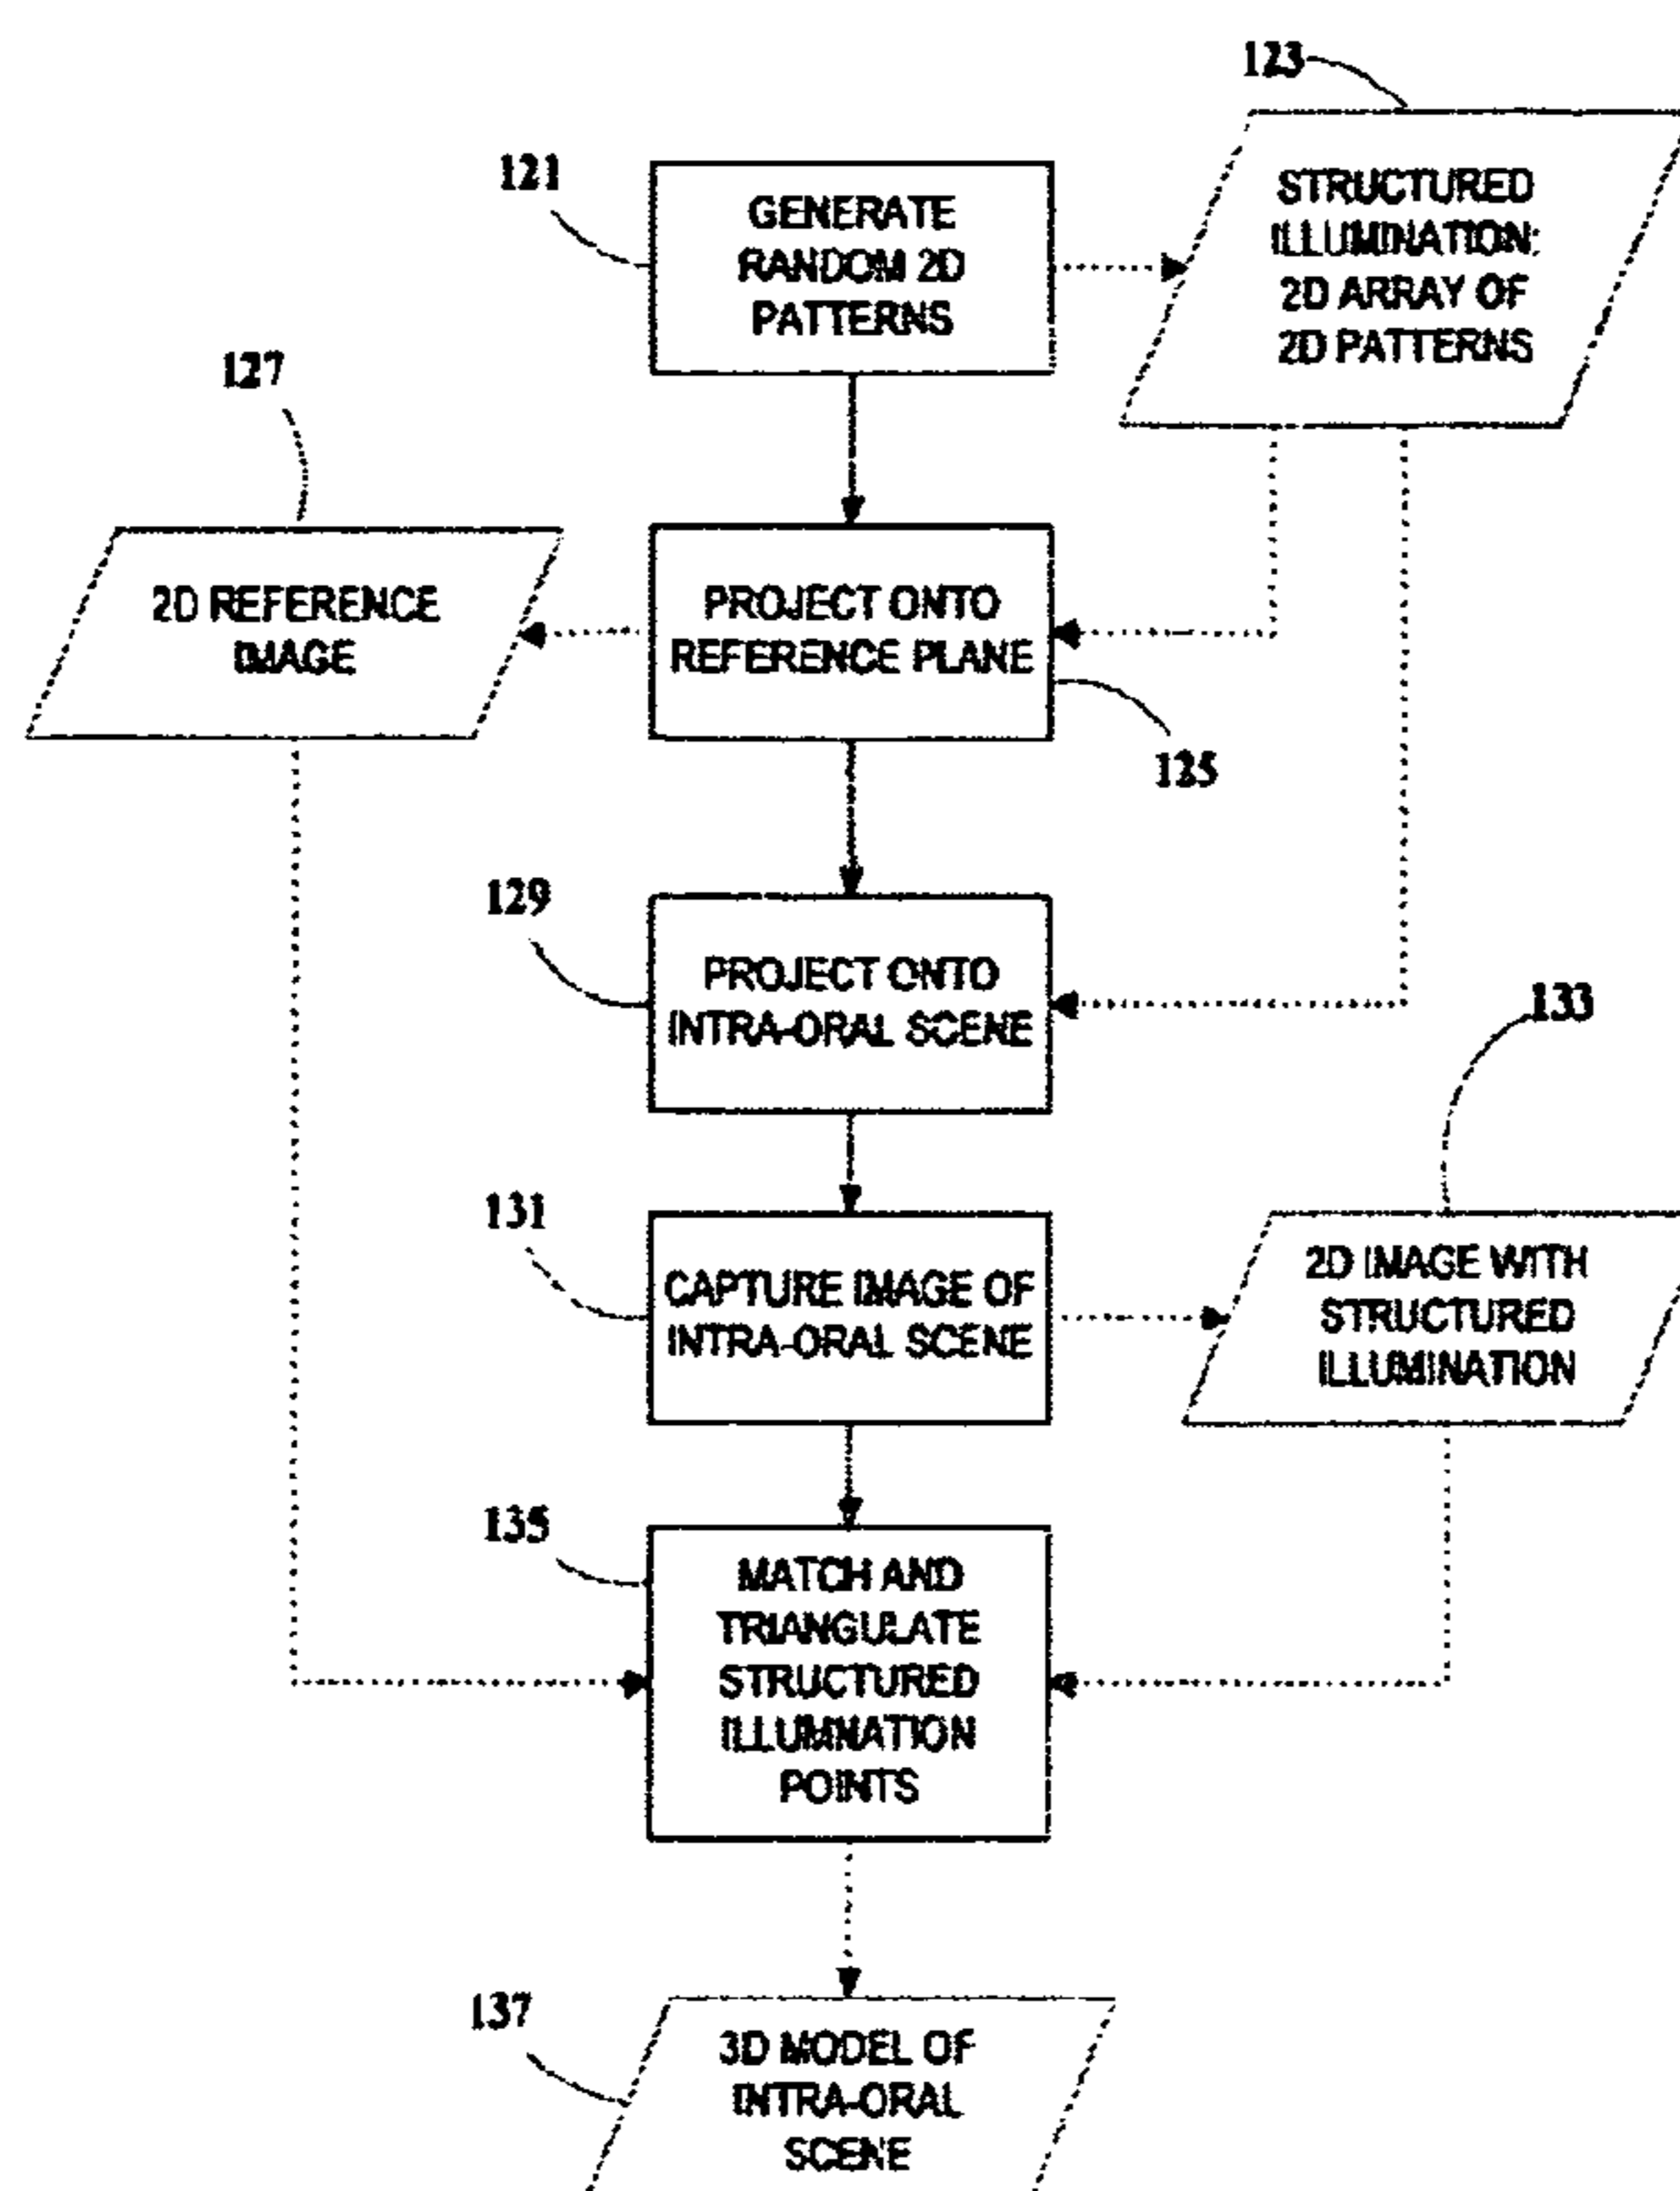 123
121
GENERATE
RANDOM 2D
PATTERNS
STRUCTURED
ILLUMINATION:
2D ARRAY OF
2D PATTERNS
127
2D REFERENCE
IMAGE
PROJECT ONTO
REFERENCE PLANE
125
129
PROJECT ONTO
INTRA-ORAL SCENE
133
131
CAPTURE IMAGE OF
INTRA-ORAL SCENE
2D IMAGE WITH
STRUCTURED
ILLUMINATION
135
MATCH AND
TRIANGULATE
STRUCTURED
ILLUMINATION
POINTS
137
3D MODEL OF
INTRA-ORAL
SCENE